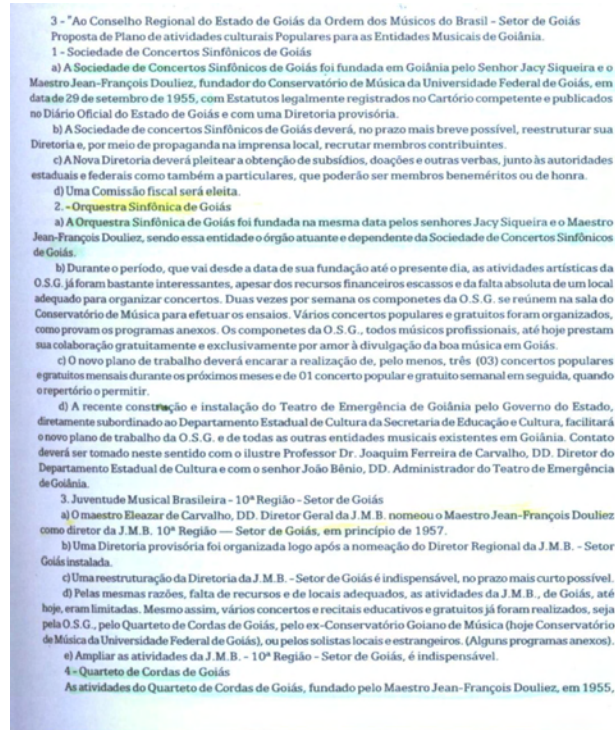 3 - "Ao Conselho Regional do Estado de Goiás da Ordem dos Músicos do Brasil - Setor de Goiás
Proposta de Plano de atividades culturais Populares para as Entidades Musicais de Goiânia.
1 - Sociedade de Concertos Sinfônicos de Goiás
a) A Sociedade de Concertos Sinfônicos de Goiás foi fundada em Goiânia pelo Senhor Jacy Siqueira e o
Maestro Jean-François Douliez, fundador do Conservatório de Música da Universidade Federal de Goiás, em
data de 29 de setembro de 1955, com Estatutos legalmente registrados no Cartório competente e publicados
no Diário Oficial do Estado de Goiás e com uma Diretoria provisória.
b) A Sociedade de concertos Sinfônicos de Goiás deverá, no prazo mais breve possível, reestruturar sua
Diretoria e, por meio de propaganda na imprensa local, recrutar membros contribuintes.
c) A Nova Diretoria deverá pleitear a obtenção de subsídios, doações e outras verbas, junto às autoridades
estaduais e federais como também a particulares, que poderão ser membros beneméritos ou de honra.
d) Uma Comissão fiscal será eleita.
2. - Orquestra Sinfônica de Goiás
a) A Orquestra Sinfônica de Goiás foi fundada na mesma data pelos senhores Jacy Siqueira e o Maestro
Jean-François Douliez, sendo essa entidade o órgão atuante e dependente da Sociedade de Concertos Sinfônicos
de Goiás.
b) Durante o período, que vai desde a data de sua fundação até o presente dia, as atividades artísticas da
O.S.G. já foram bastante interessantes, apesar dos recursos financeiros escassos e da falta absoluta de um local
adequado para organizar concertos. Duas vezes por semana os componetes da O.S.G. se reúnem na sala do
Conservatório de Música para efetuar os ensaios. Vários concertos populares e gratuitos foram organizados,
como provam os programas anexos. Os componetes da O.S.G., todos músicos profissionais, até hoje prestam
sua colaboração gratuitamente e exclusivamente por amor à divulgação da boa música em Goiás.
c) O novo plano de trabalho deverá encarar a realização de, pelo menos, três (03) concertos populares
e gratuitos mensais durante os próximos meses e de 01 concerto popular e gratuito semanal em seguida, quando
o repertório o permitir.
d) A recente construção e instalação do Teatro de Emergência de Goiânia pelo Governo do Estado,
diretamente subordinado ao Departamento Estadual de Cultura da Secretaria de Educação e Cultura, facilitará
o novo plano de trabalho da O.S.G. e de todas as outras entidades musicais existentes em Goiânia. Contato
deverá ser tomado neste sentido com o ilustre Professor Dr. Joaquim Ferreira de Carvalho, DD. Diretor do
Departamento Estadual de Cultura e com o senhor João Bênio, DD. Administrador do Teatro de Emergência
de Goiânia.
3. Juventude Musical Brasileira - 10ª Região - Setor de Goiás
a) O maestro Eleazar de Carvalho, DD. Diretor Geral da J.M.B. nomeou o Maestro Jean-François Douliez
como diretor da J.M.B. 10ª Região — Setor de Goiás, em princípio de 1957.
b) Uma Diretoria provisória foi organizada logo após a nomeação do Diretor Regional da J.M.B. - Setor
Goiás instalada.
c) Uma reestruturação da Diretoria da J.M.B. - Setor de Goiás é indispensável, no prazo mais curto possível.
d) Pelas mesmas razões, falta de recursos e de locais adequados, as atividades da J.M.B., de Goiás, até
hoje, eram limitadas. Mesmo assim, vários concertos e recitais educativos e gratuitos já foram realizados, seja
pela O.S.G., pelo Quarteto de Cordas de Goiás, pelo ex-Conservatório Goiano de Música (hoje Conservatório
de Música da Universidade Federal de Goiás), ou pelos solistas locais e estrangeiros. (Alguns programas anexos).
e) Ampliar as atividades da J.M.B. - 10ª Região - Setor de Goiás, é indispensável.
4 - Quarteto de Cordas de Goiás
As atividades do Quarteto de Cordas de Goiás, fundado pelo Maestro Jean-François Douliez, em 1955,